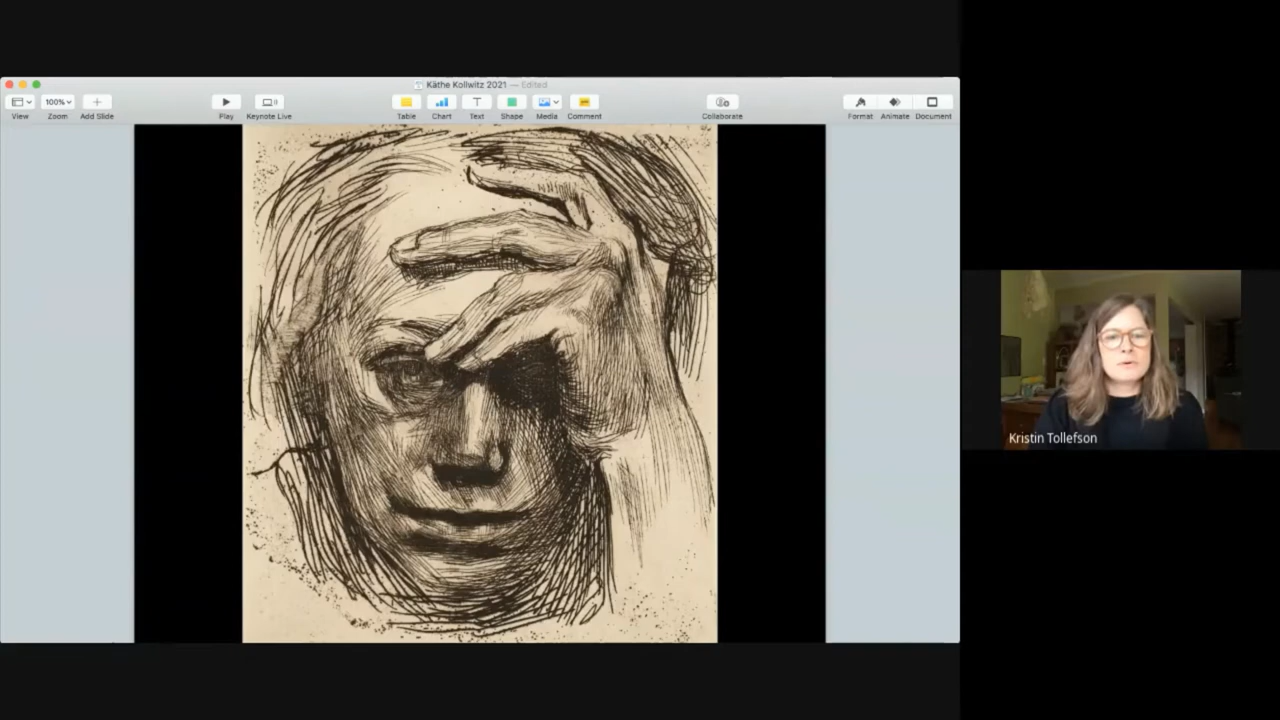 Käthe Kollwitz 2021 — Edited
100%
View
Zoom
Add Slide
Play
Keynote Live
Table
Chart
Text
Shape
Media
Comment
Collaborate
Format
Animate
Document
Kristin Tollefson